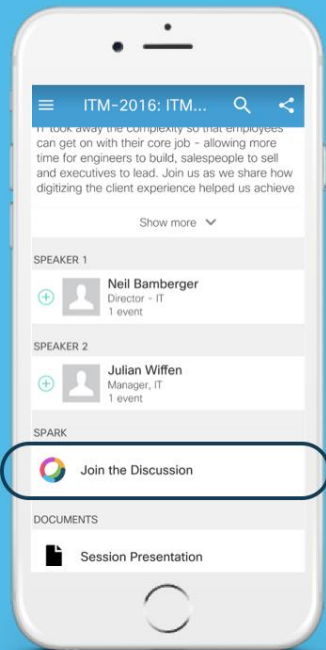 ITM-2016: ITM...
IT took away the complexity so that employees
can get on with their core job - allowing more
time for engineers to build, salespeople to sell
and executives to lead. Join us as we share how
digitizing the client experience helped us achieve
Show more
SPEAKER 1
Neil Bamberger
Director - IT
1 event
SPEAKER 2
Julian Wiffen
Manager, IT
1 event
SPARK
Join the Discussion
DOCUMENTS
Session Presentation